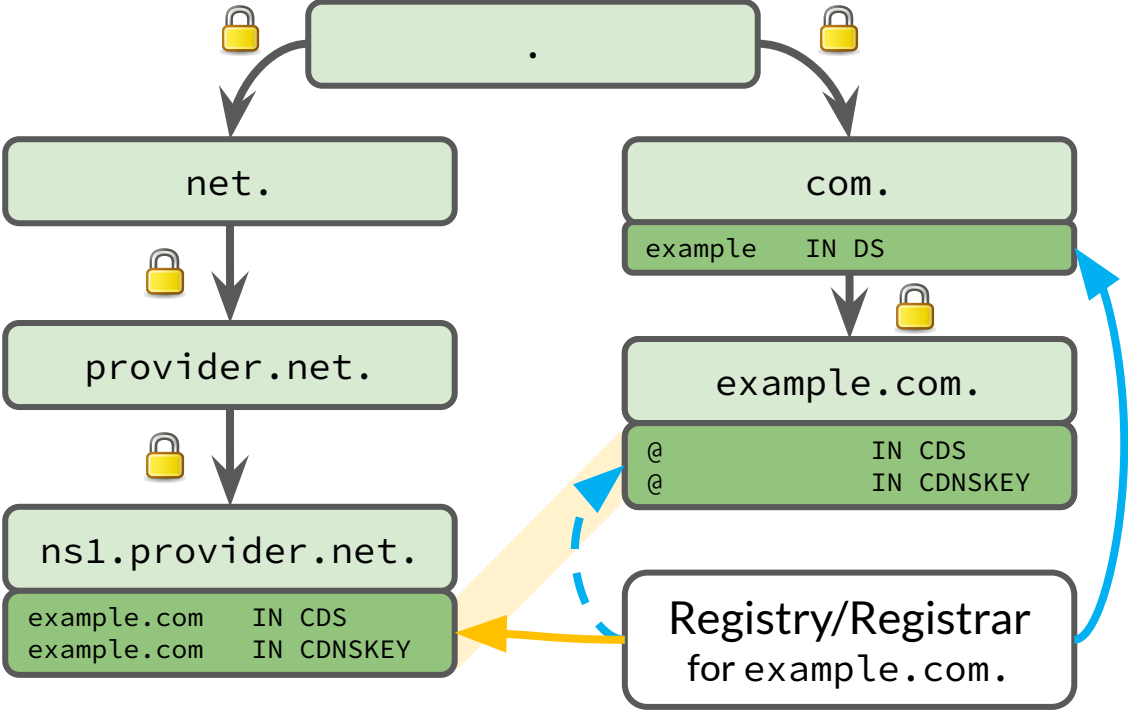 .
net.
com.
example IN DS
provider.net.
example.com.
@ IN CDS
@ IN CDNSKEY
ns1.provider.net.
example.com IN CDS
example.com IN CDNSKEY
Registry/Registrar
for example.com.